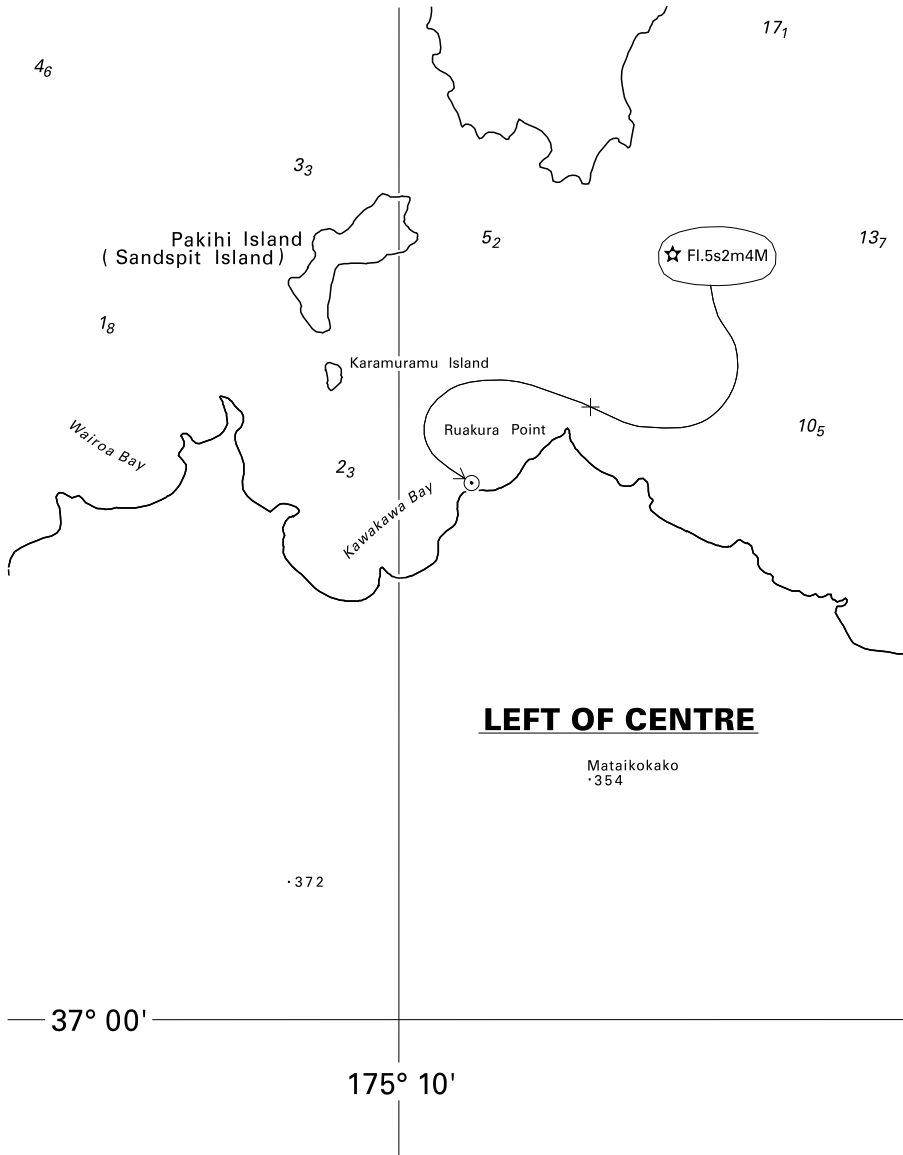 17₁
4₆
3₃
Pakihi Island
( Sandspit Island )
5₂
13₇
Fl.5s2m4M
1₈
Karamuramu Island
Wairoa Bay
Ruakura Point
10₅
2₃
Kawakawa Bay
LEFT OF CENTRE
Mataikokako
·354
·372
37° 00'
175° 10'